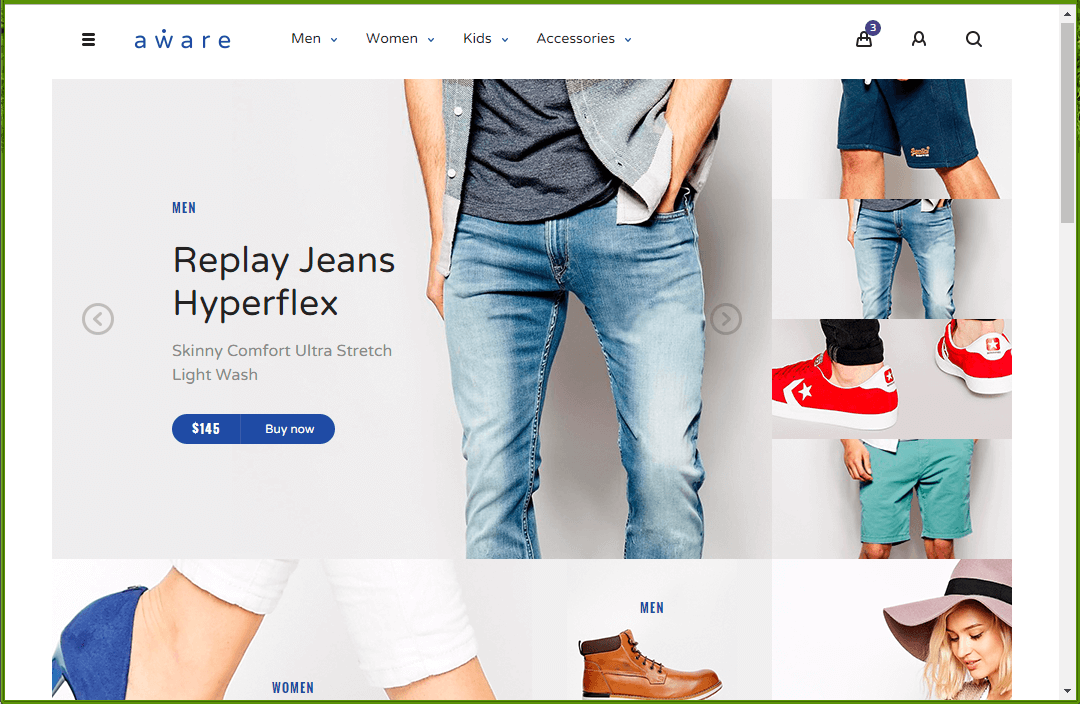 aware
Men
Women
Kids
Accessories
3
MEN
Replay Jeans
Hyperflex
Skinny Comfort Ultra Stretch
Light Wash
$145
Buy now
MEN
WOMEN